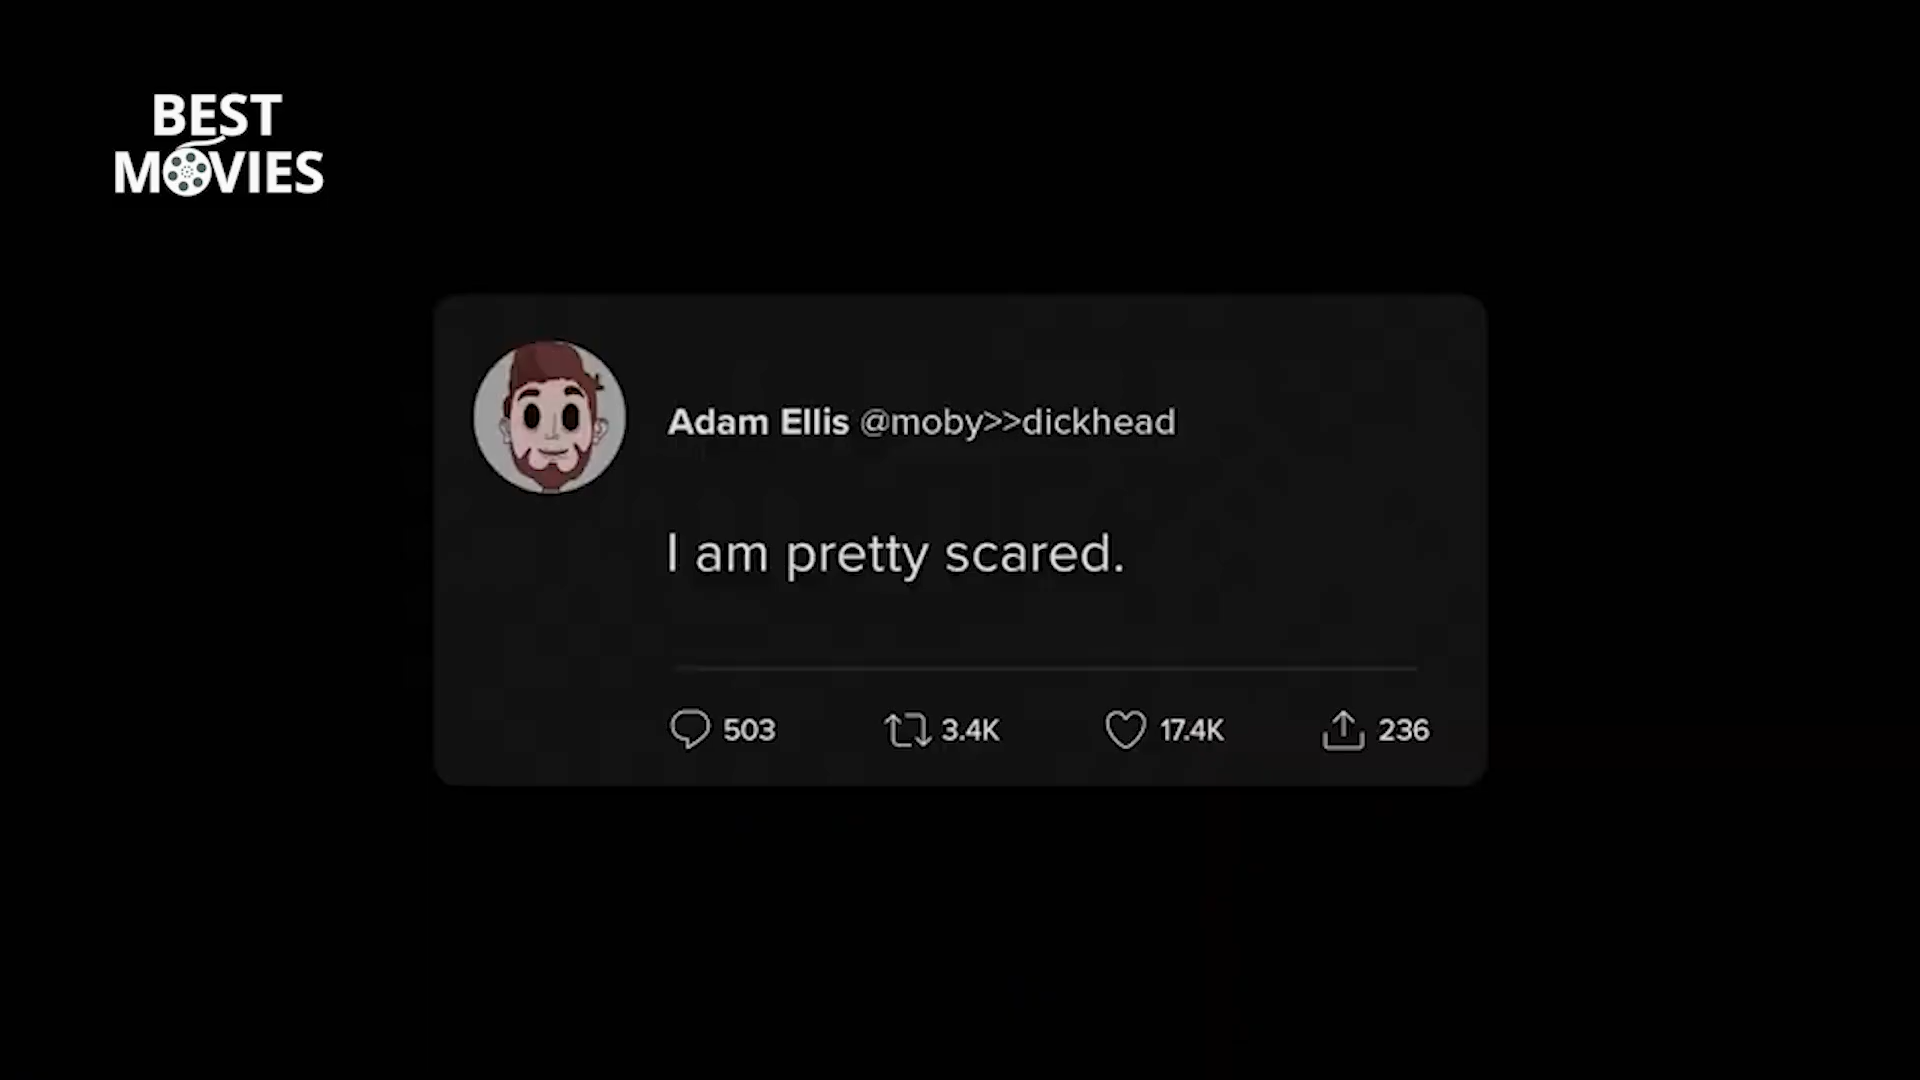 BEST
MOVIES
Adam Ellis @moby>>dickhead
I am pretty scared.
503 3.4K 17.4K 236